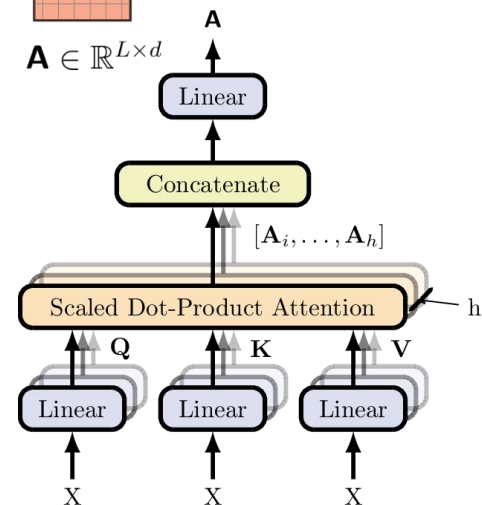 A
A ∈ ℝ^{L×d}
Linear
Concatenate
[A_i, . . . , A_h]
Scaled Dot-Product Attention
h
Q K V
Linear Linear Linear
X X X